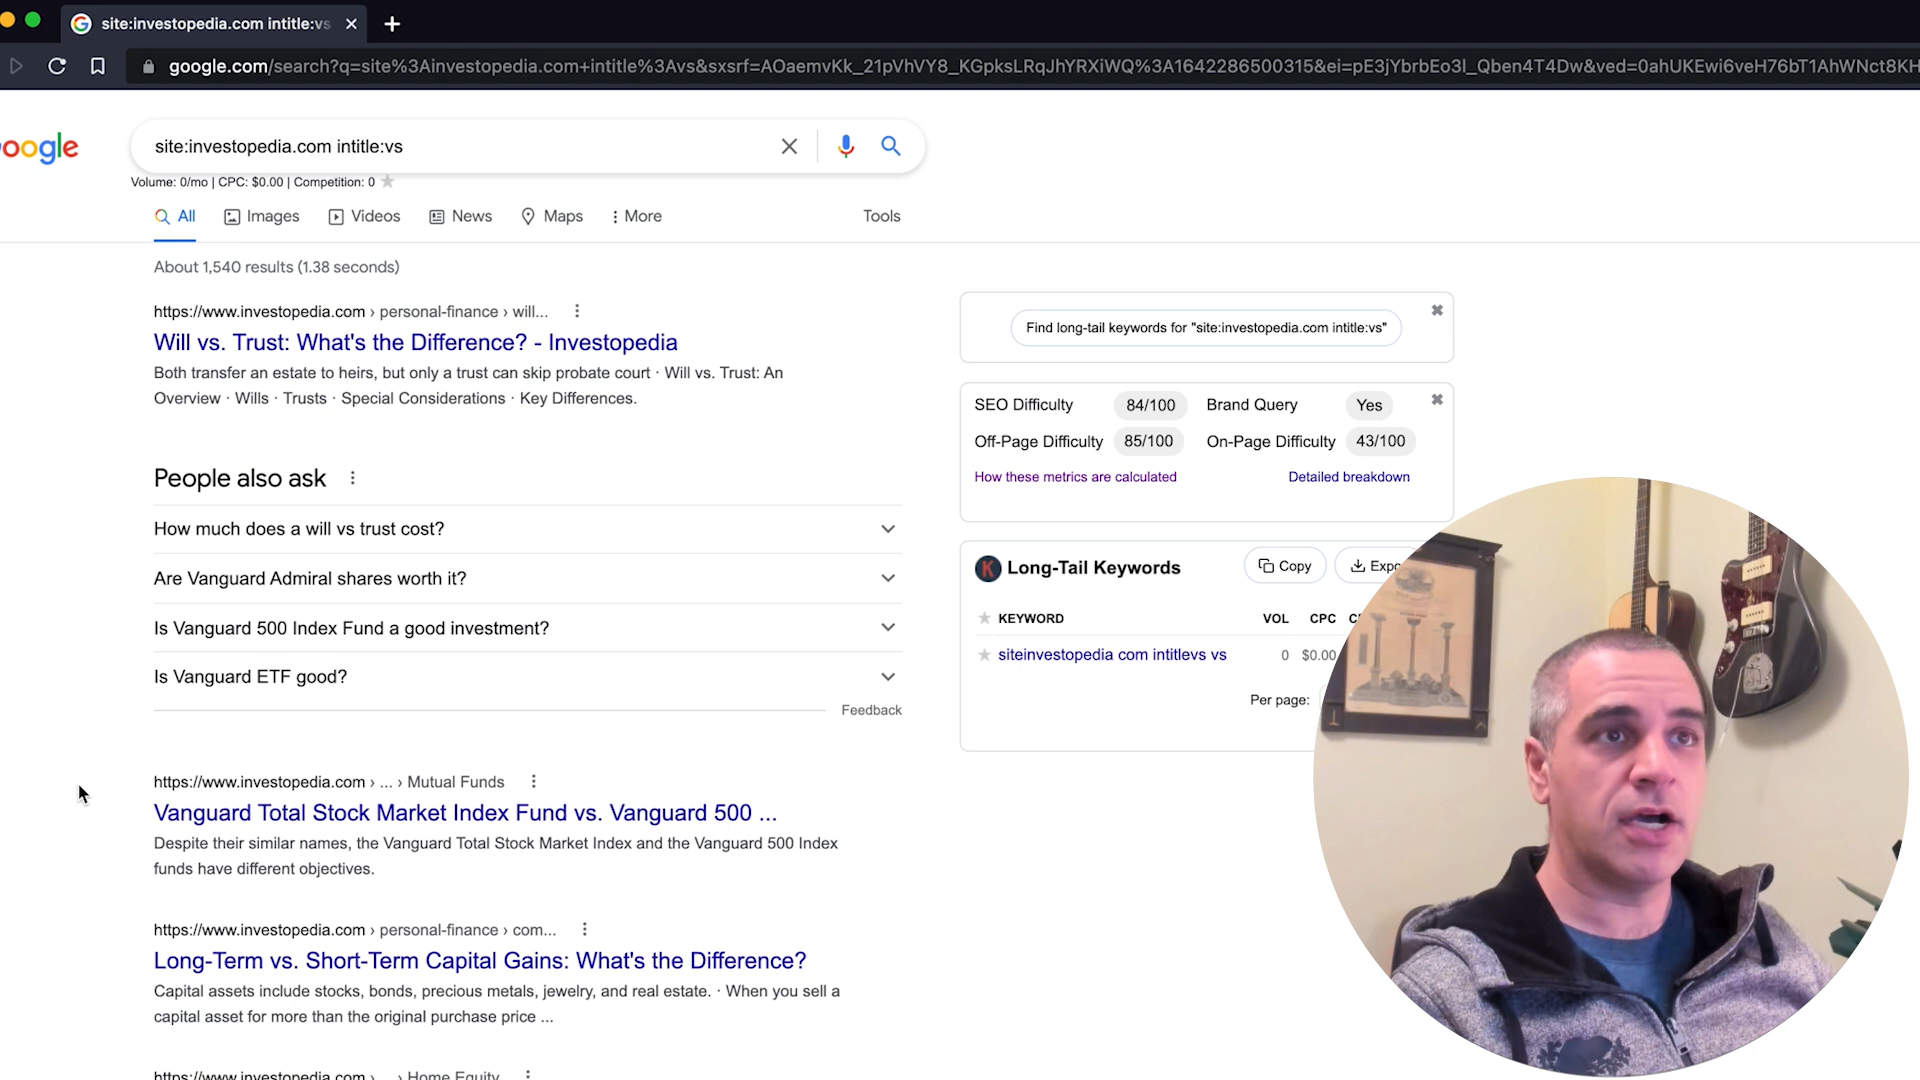 site:investopedia.com intitle:vs
google.com/search?q=site%3Ainvestopedia.com+intitle%3Avs&sxsrf=AOaemvKk_21pVhVY8_KGpksLRqJhYRXiWQ%3A1642286500315&ei=pE3jYbrbEo3I_Qben4T4Dw&ved=0ahUKEwi6veH76bT1AhWNct8KH
oogle
site:investopedia.com intitle:vs
Volume: 0/mo | CPC: $0.00 | Competition: 0
All Images Videos News Maps More Tools
About 1,540 results (1.38 seconds)
https://www.investopedia.com › personal-finance › will...
Will vs. Trust: What's the Difference? - Investopedia
Both transfer an estate to heirs, but only a trust can skip probate court · Will vs. Trust: An
Overview · Wills · Trusts · Special Considerations · Key Differences.
People also ask
How much does a will vs trust cost?
Are Vanguard Admiral shares worth it?
Is Vanguard 500 Index Fund a good investment?
Is Vanguard ETF good?
Feedback
https://www.investopedia.com › ... › Mutual Funds
Vanguard Total Stock Market Index Fund vs. Vanguard 500 ...
Despite their similar names, the Vanguard Total Stock Market Index and the Vanguard 500 Index
funds have different objectives.
https://www.investopedia.com › personal-finance › com...
Long-Term vs. Short-Term Capital Gains: What's the Difference?
Capital assets include stocks, bonds, precious metals, jewelry, and real estate. · When you sell a
capital asset for more than the original purchase price ...
https://www.investopedia.com › ... › Home Equity
Find long-tail keywords for "site:investopedia.com intitle:vs"
SEO Difficulty 84/100 Brand Query Yes
Off-Page Difficulty 85/100 On-Page Difficulty 43/100
How these metrics are calculated Detailed breakdown
K Long-Tail Keywords Copy Expo
KEYWORD VOL CPC C
siteinvestopedia com intitlevs vs 0 $0.00
Per page: